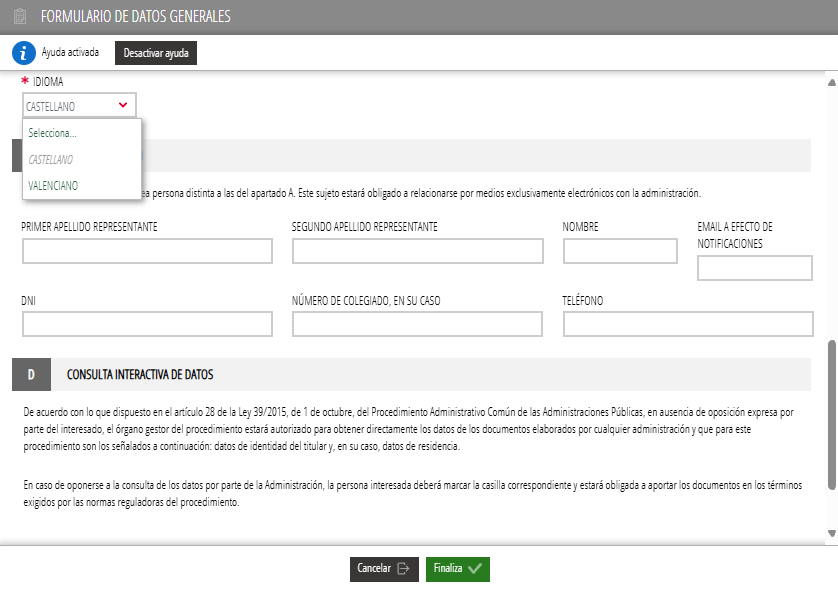 FORMULARIO DE DATOS GENERALES
Ayuda activada
Desactivar ayuda
* IDIOMA
CASTELLANO
Selecciona...
CASTELLANO
VALENCIANO
persona distinta a las del apartado A. Este sujeto estará obligado a relacionarse por medios exclusivamente electrónicos con la administración.
PRIMER APELLIDO REPRESENTANTE
SEGUNDO APELLIDO REPRESENTANTE
NOMBRE
EMAIL A EFECTO DE
NOTIFICACIONES
DNI
NÚMERO DE COLEGIADO, EN SU CASO
TELÉFONO
D
CONSULTA INTERACTIVA DE DATOS
De acuerdo con lo que dispuesto en el artículo 28 de la Ley 39/2015, de 1 de octubre, del Procedimiento Administrativo Común de las Administraciones Públicas, en ausencia de oposición expresa por
parte del interesado, el órgano gestor del procedimiento estará autorizado para obtener directamente los datos de los documentos elaborados por cualquier administración y que para este
procedimiento son los señalados a continuación: datos de identidad del titular y, en su caso, datos de residencia.
En caso de oponerse a la consulta de los datos por parte de la Administración, la persona interesada deberá marcar la casilla correspondiente y estará obligada a aportar los documentos en los términos
exigidos por las normas reguladoras del procedimiento.
Cancelar
Finaliza